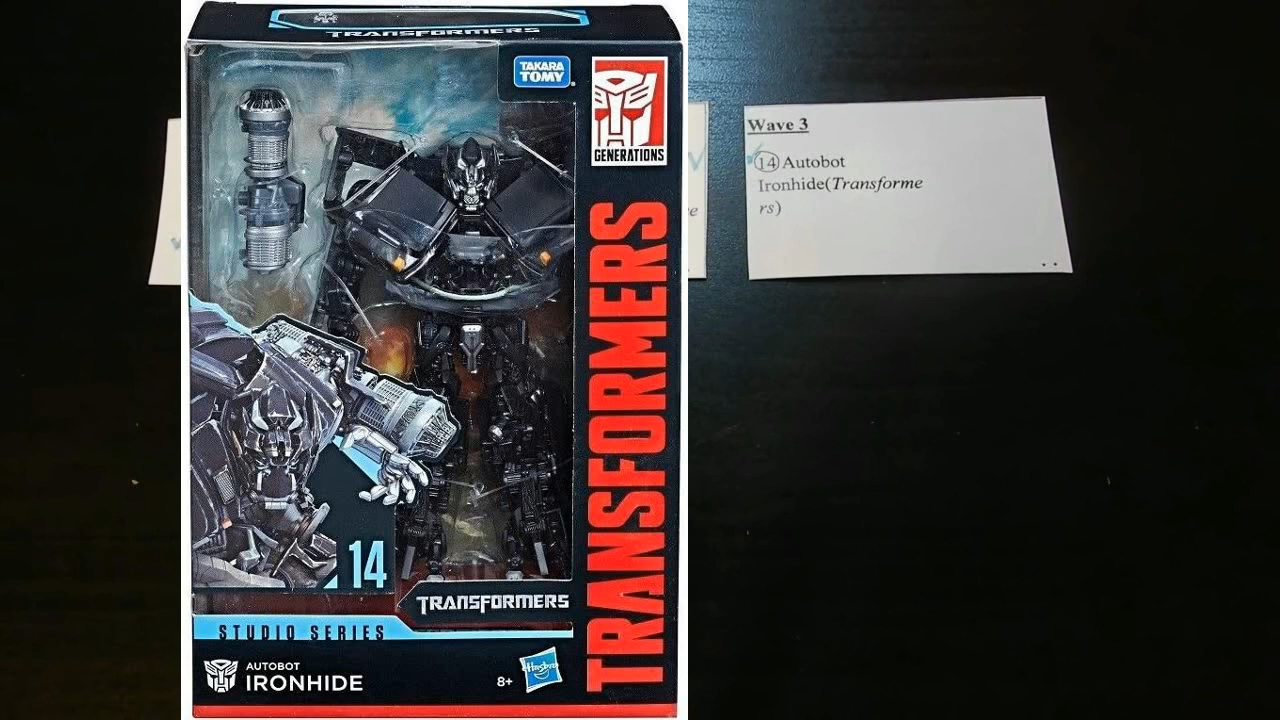 TRANSFORMERS
TAKARA
TOMY
GENERATIONS
TRANSFORMERS
14
TRANSFORMERS
STUDIO SERIES
AUTOBOT
IRONHIDE
8+
Hasbro
Wave 3
14 Autobot
Ironhide(Transforme
rs)